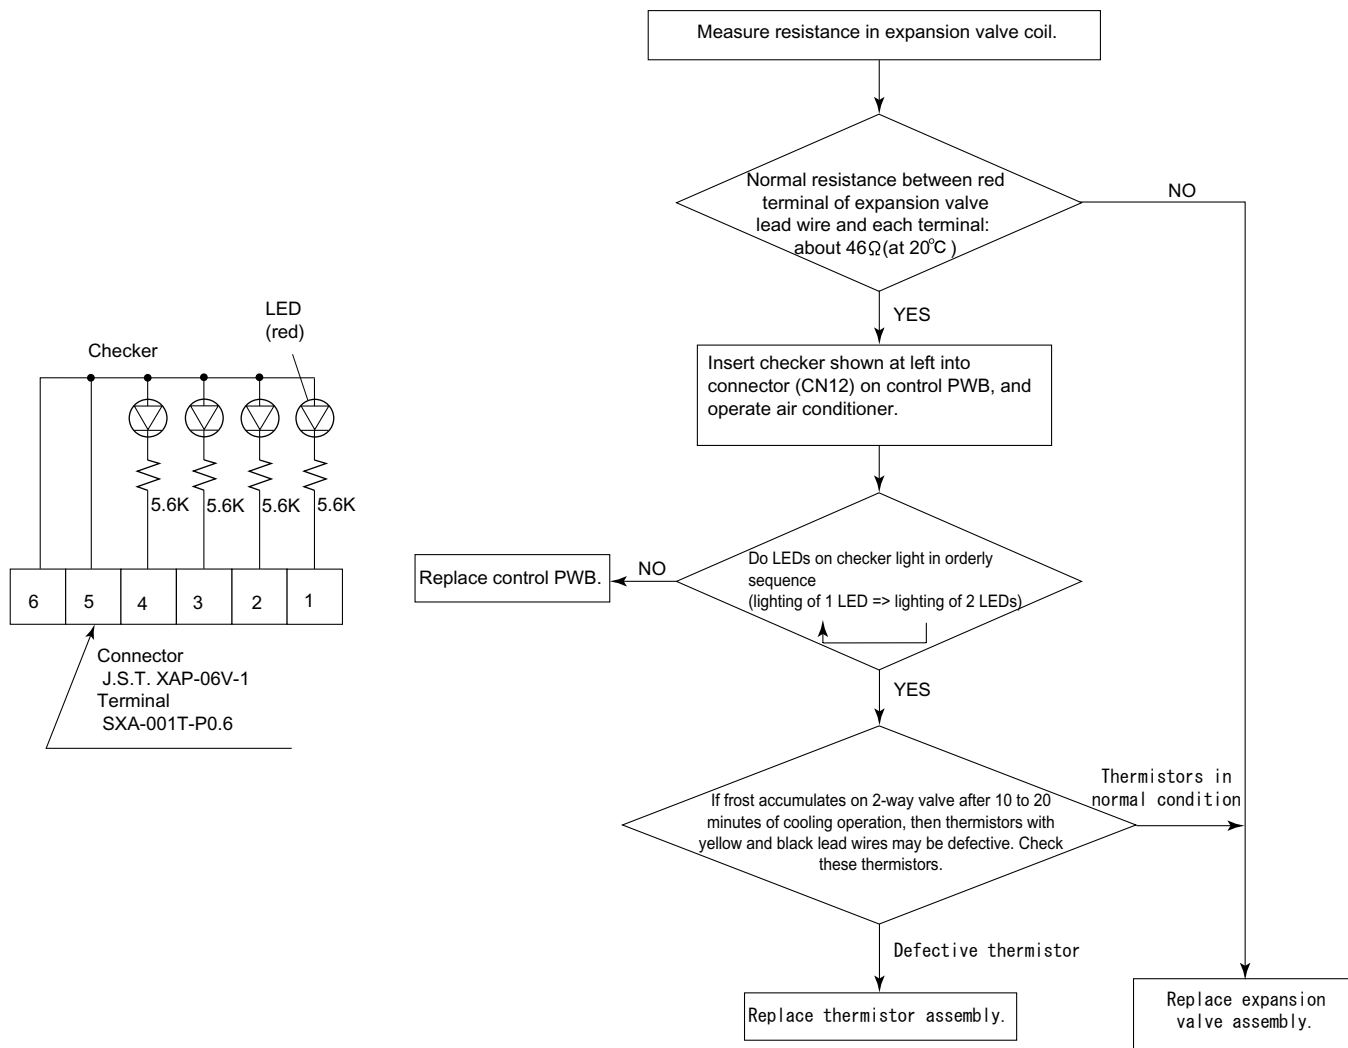 Measure resistance in expansion valve coil.
Normal resistance between red
terminal of expansion valve
lead wire and each terminal:
about 46Ω(at 20°C )
NO
YES
LED
(red)
Checker
5.6K 5.6K 5.6K 5.6K
6 5 4 3 2 1
Connector
J.S.T. XAP-06V-1
Terminal
SXA-001T-P0.6
Insert checker shown at left into
connector (CN12) on control PWB, and
operate air conditioner.
Do LEDs on checker light in orderly
sequence
(lighting of 1 LED => lighting of 2 LEDs)
NO
Replace control PWB.
YES
If frost accumulates on 2-way valve after 10 to 20
minutes of cooling operation, then thermistors with
yellow and black lead wires may be defective. Check
these thermistors.
Thermistors in
normal condition
Defective thermistor
Replace thermistor assembly.
Replace expansion
valve assembly.